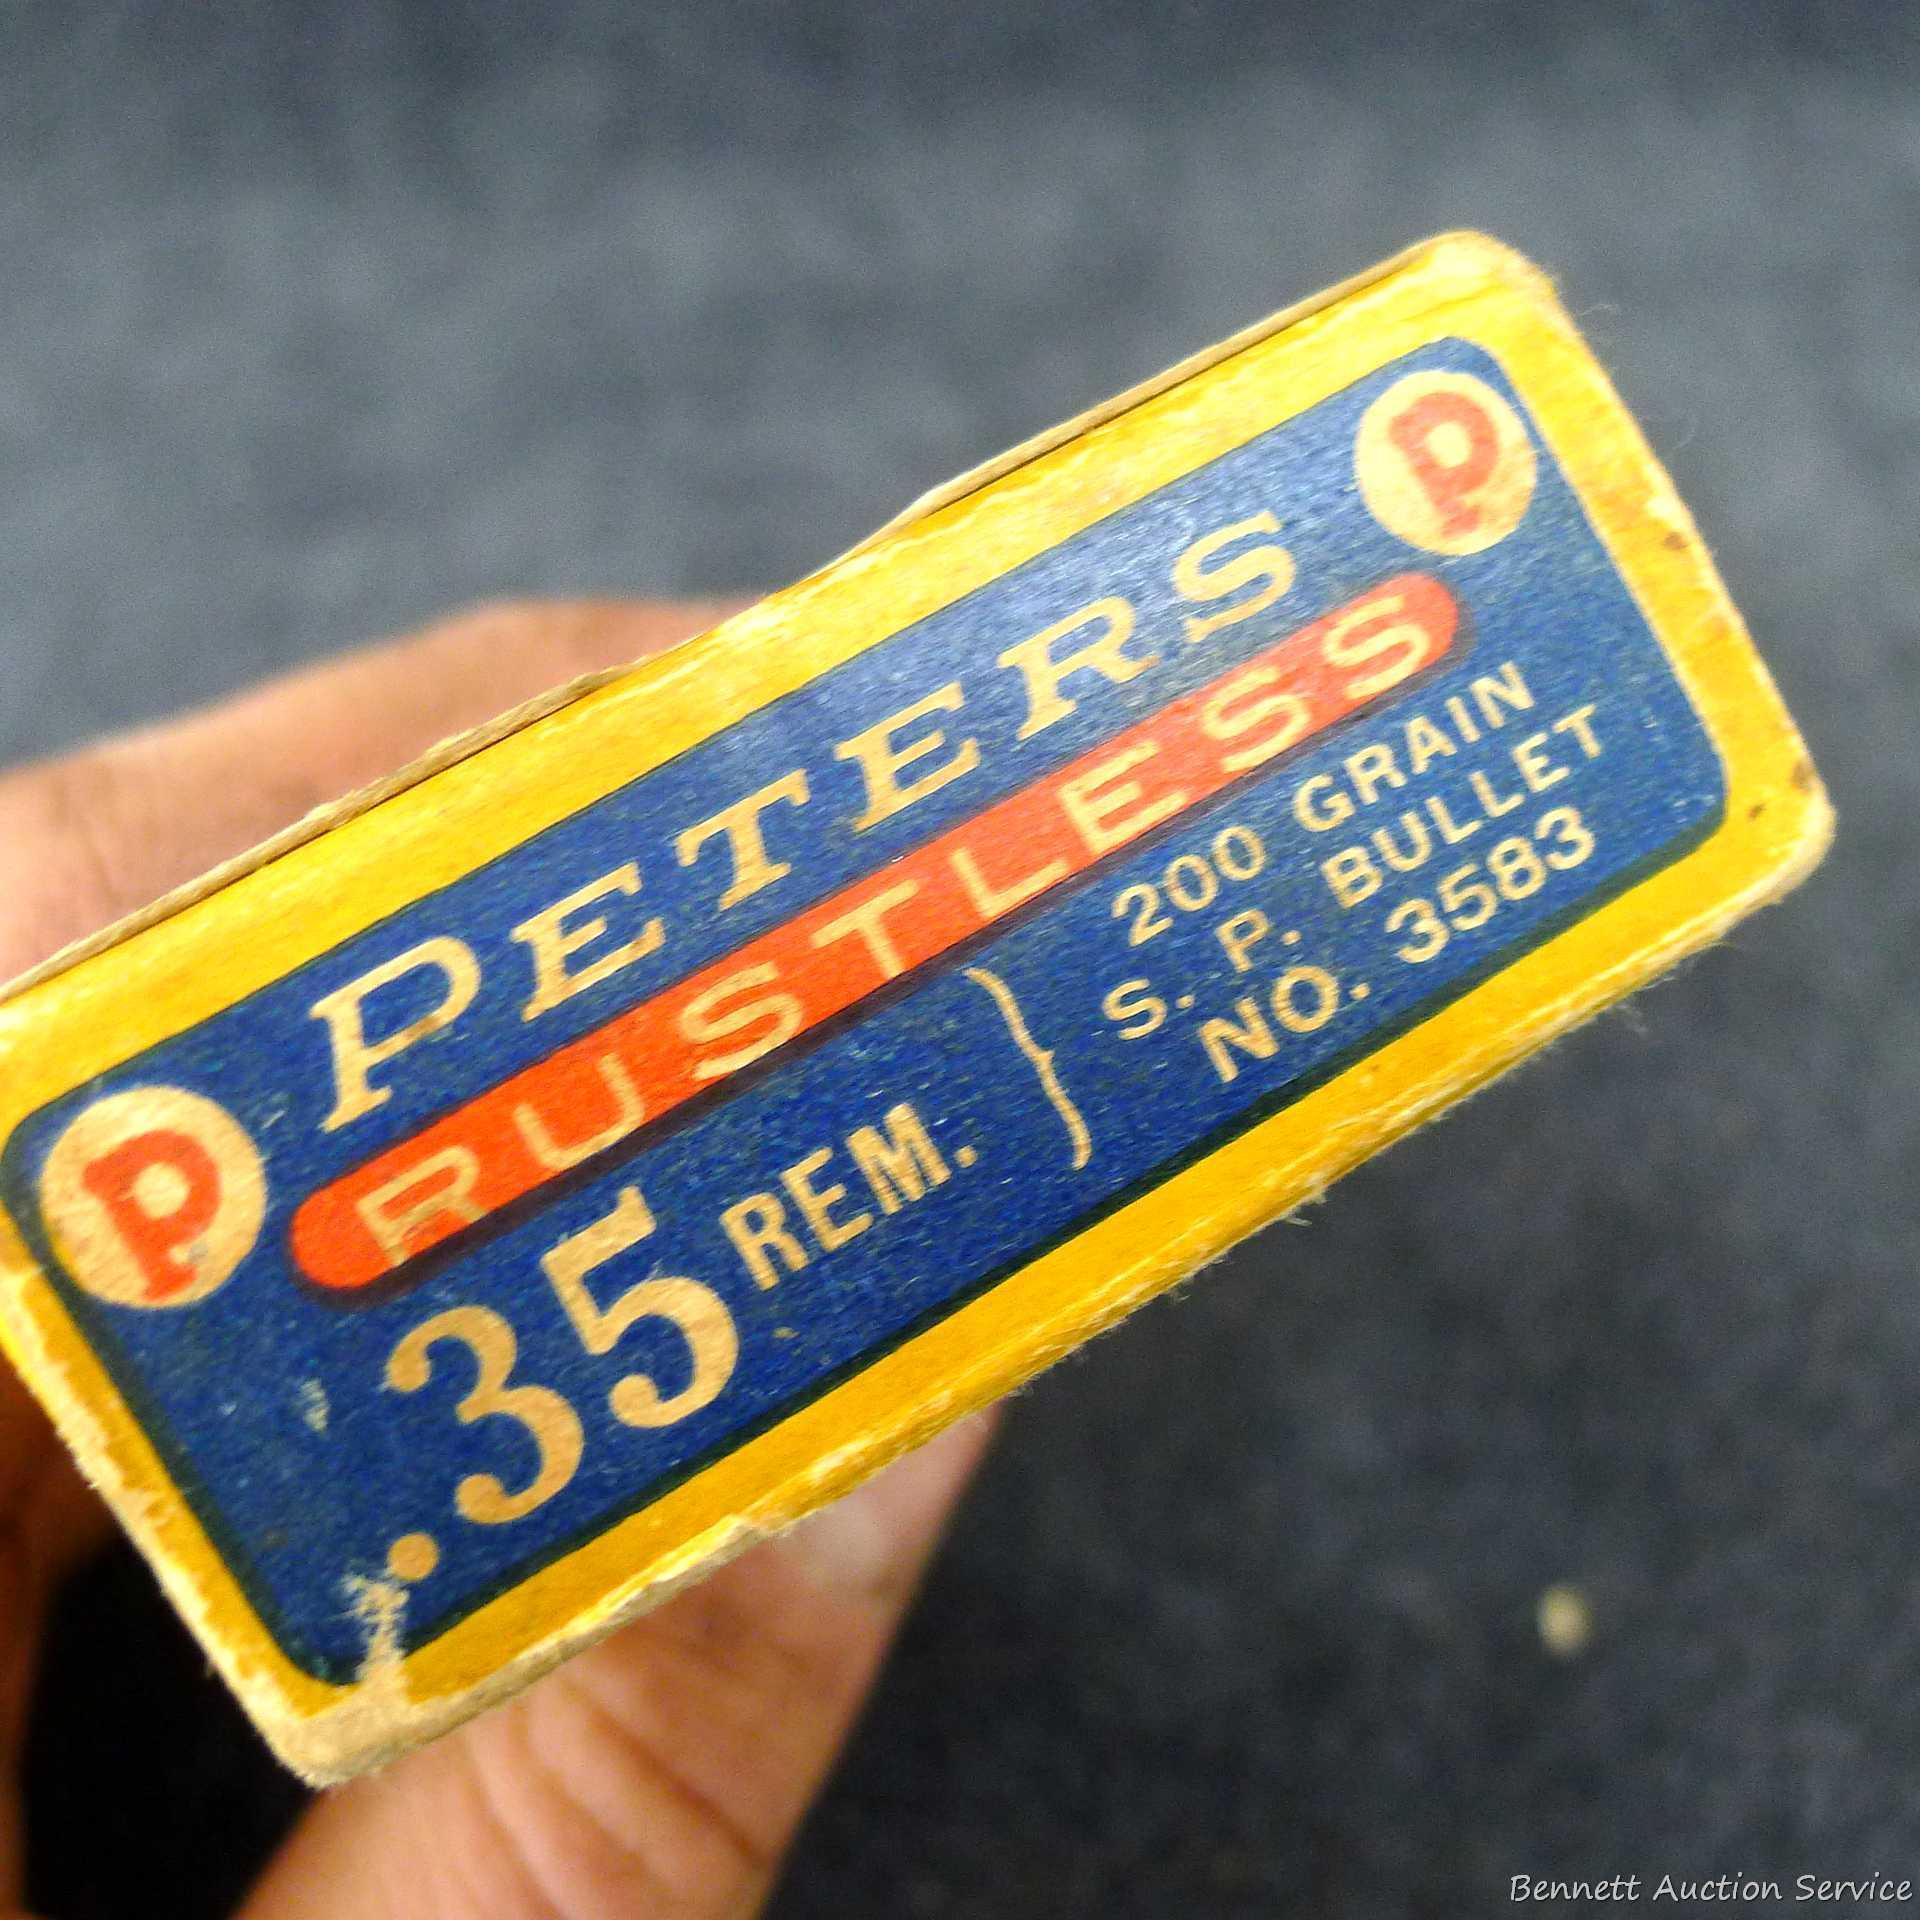 P
PETERS
RUSTLESS
.35 REM.
200 GRAIN
S. P. BULLET
NO. 3583
P
Bennett Auction Service